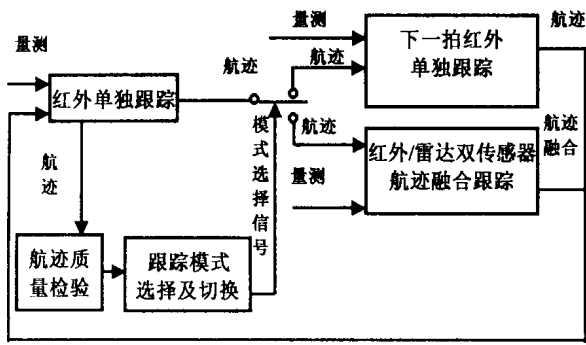 量测
红外单独跟踪
航迹
航迹质
量检验
跟踪模式
选择及切换
航迹
模式选择信号
量测
航迹
下一拍红外
单独跟踪
航迹
航迹
量测
红外/雷达双传感器
航迹融合跟踪
航迹
融合